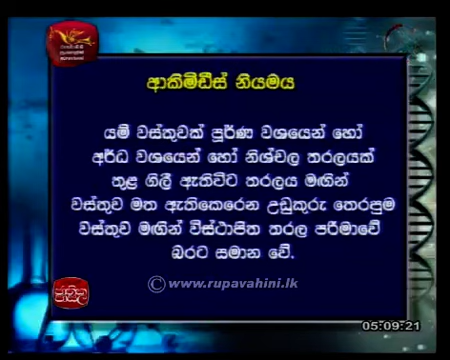 ආකිමිඩීස් නියමය
යම් වස්තුවක් පූර්ණ වශයෙන් හෝ
අර්ධ වශයෙන් හෝ නිශ්චල තරලයක්
තුළ ගිලී ඇතිවිට තරලය මඟින්
වස්තුව මත ඇතිකෙරෙන උඩුකුරු තෙරපුම
වස්තුව මඟින් විස්ථාපිත තරල පරිමාවේ
බරට සමාන වේ.
©www.rupavahini.lk
05:09:21